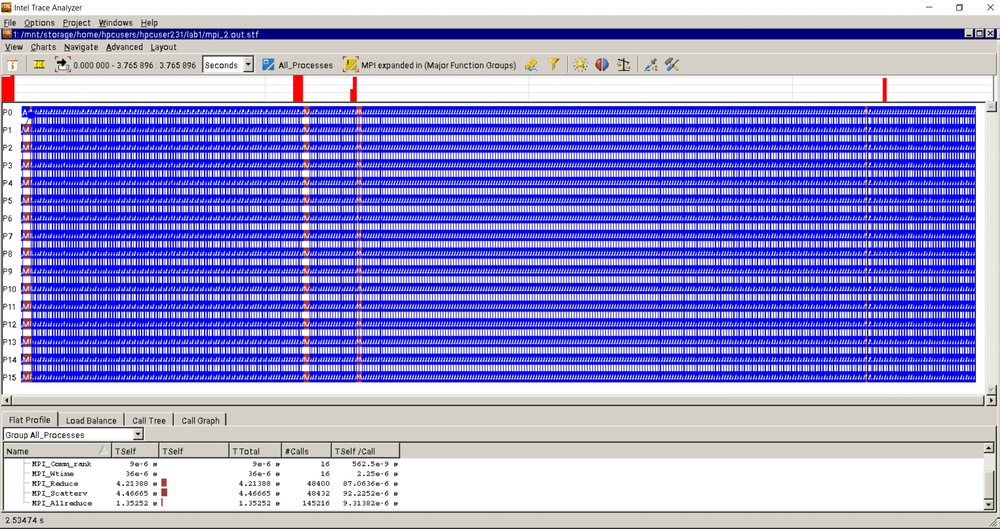 Intel Trace Analyzer
File Options Project Windows Help
1: /mnt/storage/home/hpcusers/hpcuser231/lab1/mpi_2.out.stf
View Charts Navigate Advanced Layout
0.000 000 - 3.765 896 : 3.765 896 Seconds All_Processes MPI expanded in (Major Function Groups)
P0
P1
P2
P3
P4
P5
P6
P7
P8
P9
P10
P11
P12
P13
P14
P15
Flat Profile Load Balance Call Tree Call Graph
Group All_Processes
Name TSelf TSelf TTotal #Calls TSelf /Call
MPI_Comm_rank 9e-6 s 9e-6 s 16 562.5e-9 s
MPI_Wtime 36e-6 s 36e-6 s 16 2.25e-6 s
MPI_Reduce 4.21388 s 4.21388 s 48400 87.0636e-6 s
MPI_Scatterv 4.46665 s 4.46665 s 48432 92.2252e-6 s
MPI_Allreduce 1.35252 s 1.35252 s 145216 9.31382e-6 s
2.53474 s